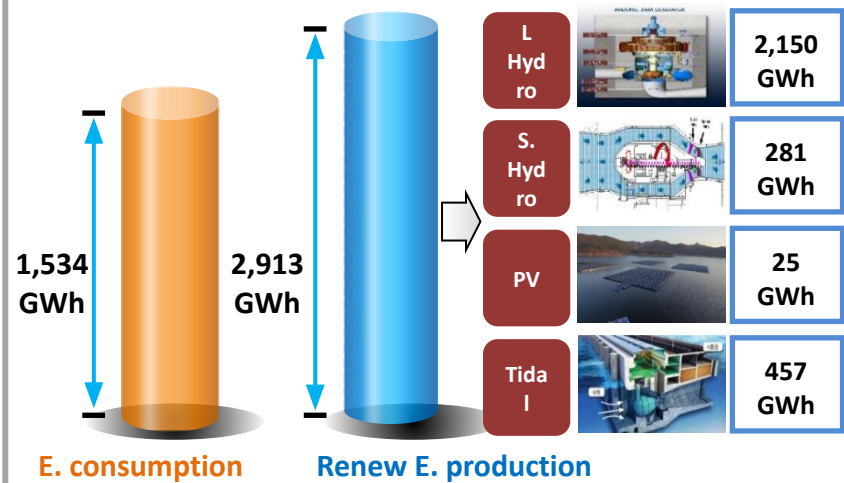 1,534
GWh
E. consumption
2,913
GWh
Renew E. production
L
Hyd
ro
2,150
GWh
S.
Hyd
ro
281
GWh
PV
25
GWh
Tida
l
457
GWh